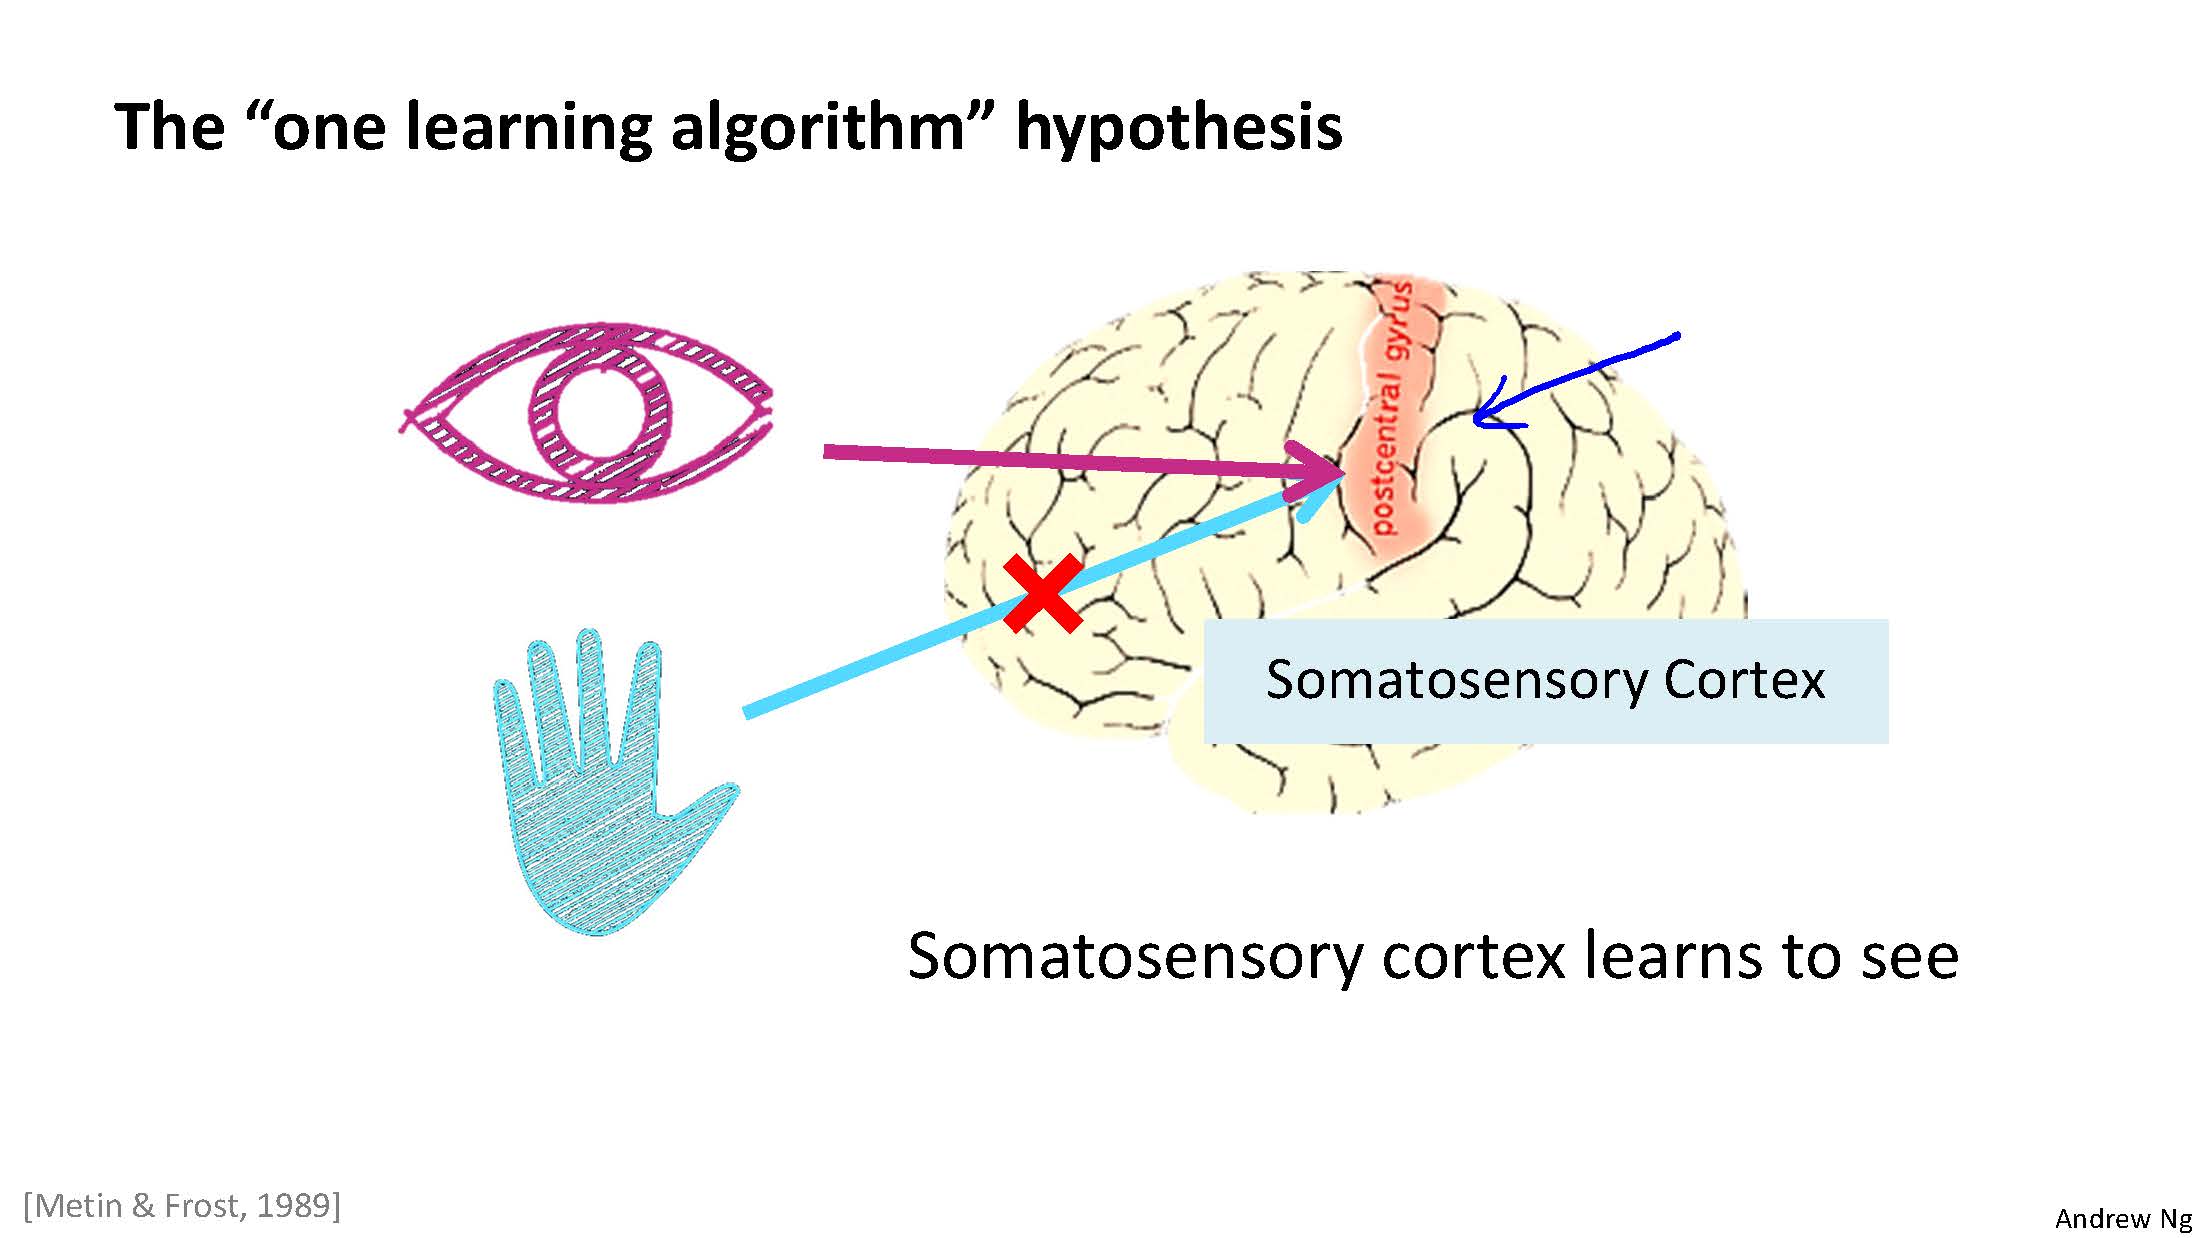 The “one learning algorithm” hypothesis
postcentral gyrus
Somatosensory Cortex
Somatosensory cortex learns to see
[Metin & Frost, 1989]
Andrew Ng